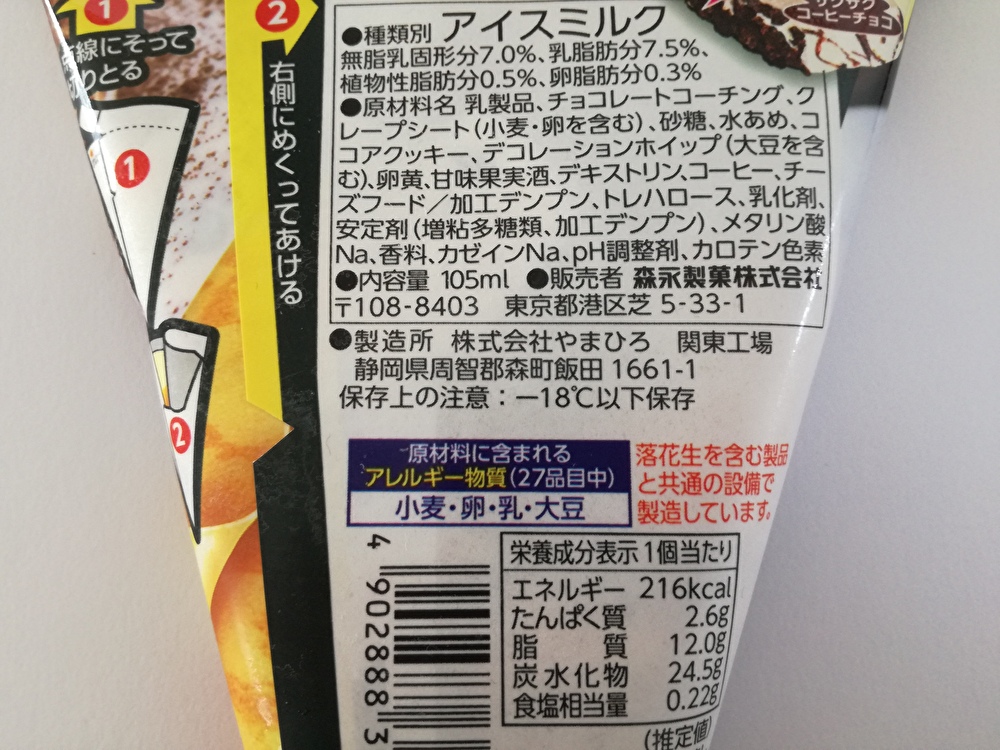 1
線にそって
りとる
1
2
2
右側にめくってあける
サクサク
コーヒーチョコ
●種類別 アイスミルク
無脂乳固形分7.0%、乳脂肪分7.5%、
植物性脂肪分0.5%、卵脂肪分0.3%
●原材料名 乳製品、チョコレートコーチング、ク
レープシート(小麦・卵を含む)、砂糖、水あめ、コ
コアクッキー、デコレーションホイップ(大豆を含
む)、卵黄、甘味果実酒、デキストリン、コーヒー、チー
ズフード/加工デンプン、トレハロース、乳化剤、
安定剤(増粘多糖類、加工デンプン)、メタリン酸
Na、香料、カゼインNa、pH調整剤、カロテン色素
●内容量 105ml ●販売者 森永製菓株式会社
〒108-8403 東京都港区芝 5-33-1
●製造所 株式会社やまひろ 関東工場
静岡県周智郡森町飯田 1661-1
保存上の注意:−18℃以下保存
原材料に含まれる
アレルギー物質(27品目中)
小麦・卵・乳・大豆
落花生を含む製品
と共通の設備で
製造しています。
栄養成分表示 1個当たり
エネルギー 216kcal
たんぱく質 2.6g
脂質 12.0g
炭水化物 24.5g
食塩相当量 0.22g
(推定値)
4 902888 3